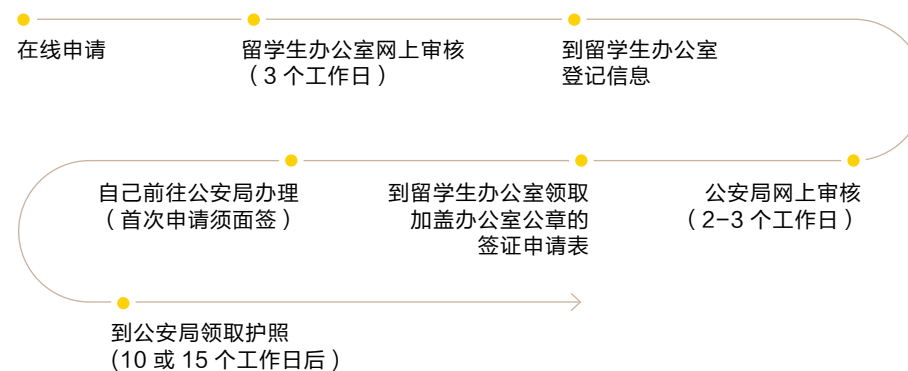 在线申请
留学生办公室网上审核
（3 个工作日）
到留学生办公室
登记信息
公安局网上审核
（2–3 个工作日）
到留学生办公室领取
加盖办公室公章的
签证申请表
自己前往公安局办理
（首次申请须面签）
到公安局领取护照
(10 或 15 个工作日后）